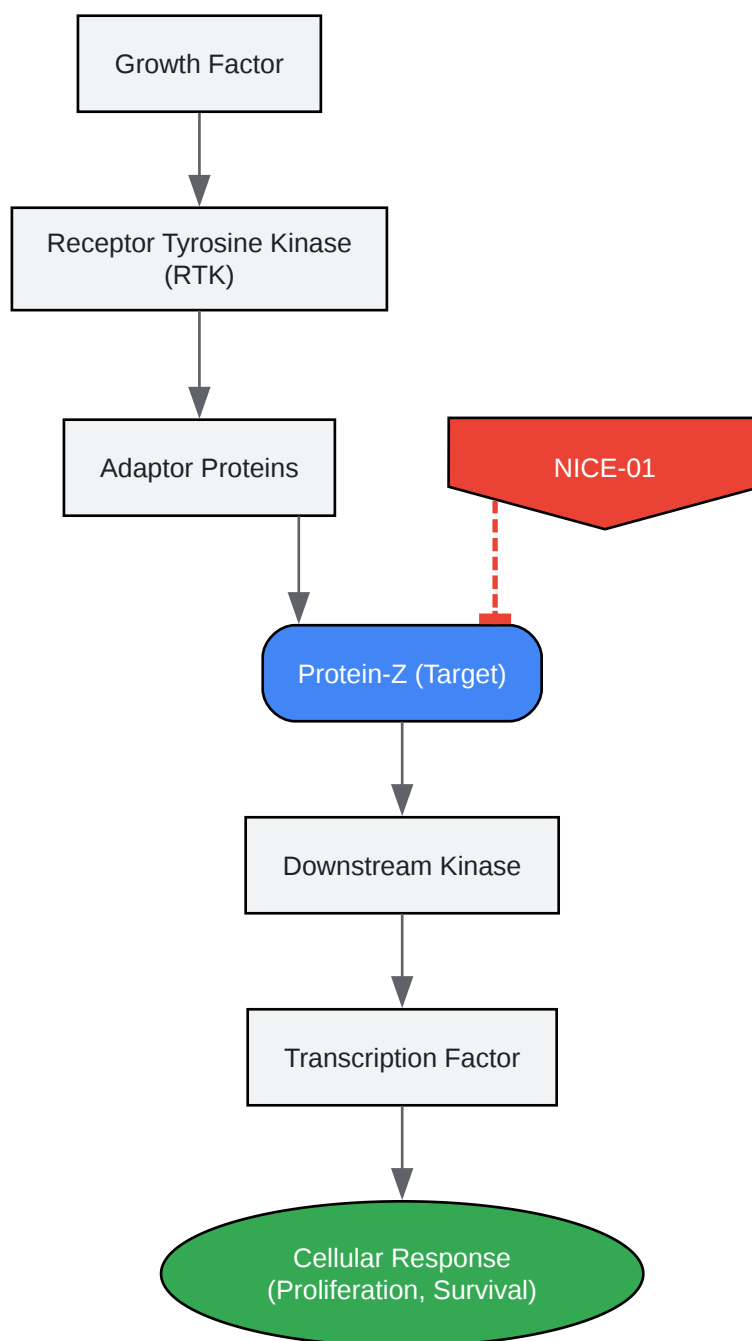 Growth Factor
Receptor Tyrosine Kinase
(RTK)
Adaptor Proteins
NICE-01
Protein-Z (Target)
Downstream Kinase
Transcription Factor
Cellular Response
(Proliferation, Survival)